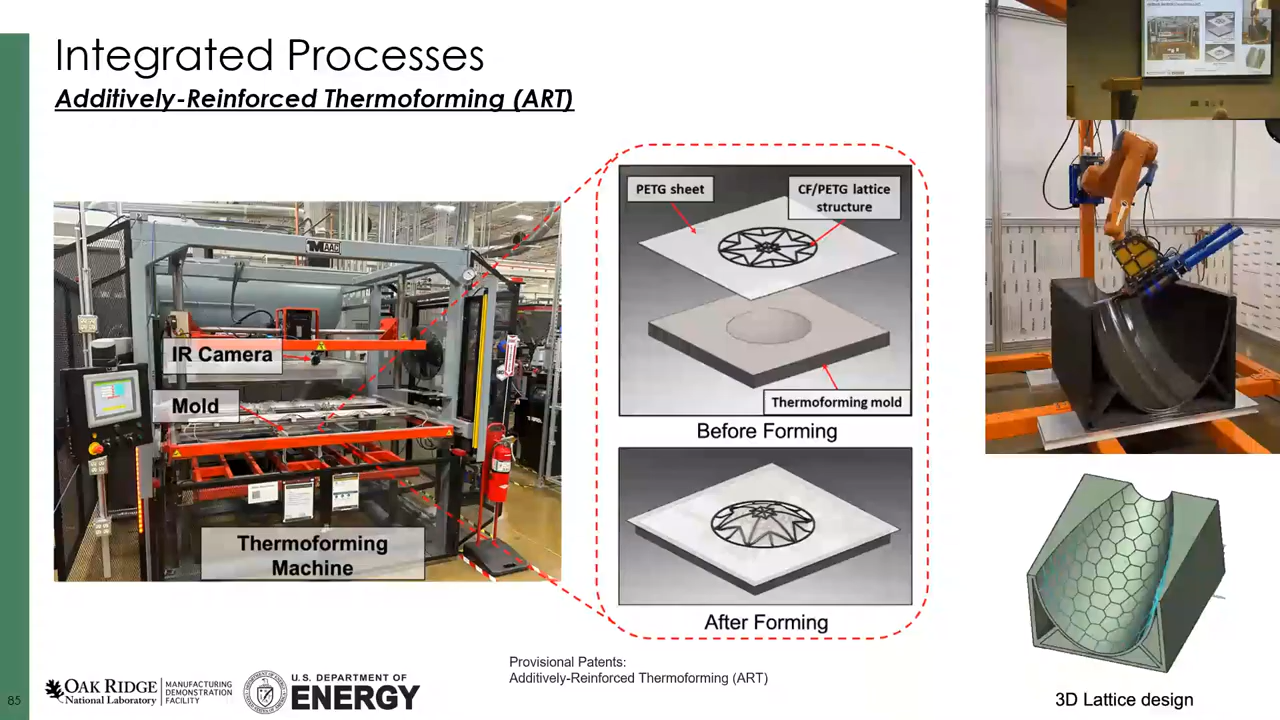 Integrated Processes
Additively-Reinforced Thermoforming (ART)
MAAC
IR Camera
Mold
Thermoforming
Machine
PETG sheet
CF/PETG lattice
structure
Thermoforming mold
Before Forming
After Forming
3D Lattice design
Provisional Patents:
Additively-Reinforced Thermoforming (ART)
85
OAK RIDGE
National Laboratory
MANUFACTURING
DEMONSTRATION
FACILITY
U.S. DEPARTMENT OF
ENERGY